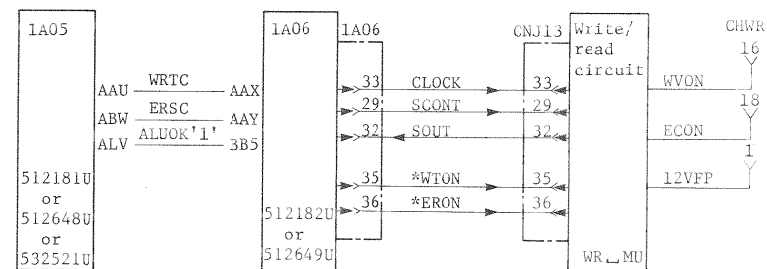 1A05
1A06
1A06
CNJ13
Write/
read
circuit
CHWR
16
AAU WRTC AAX
33 CLOCK 33
WVON
ABW ERSC AAY
29 SCONT 29
18
ALV ALUOK'1' 3B5
32 SOUT 32
ECON
1
35 *WTON 35
12VFP
36 *ERON 36
512181U
or
512648U
or
532521U
512182U
or
512649U
WR␣MU